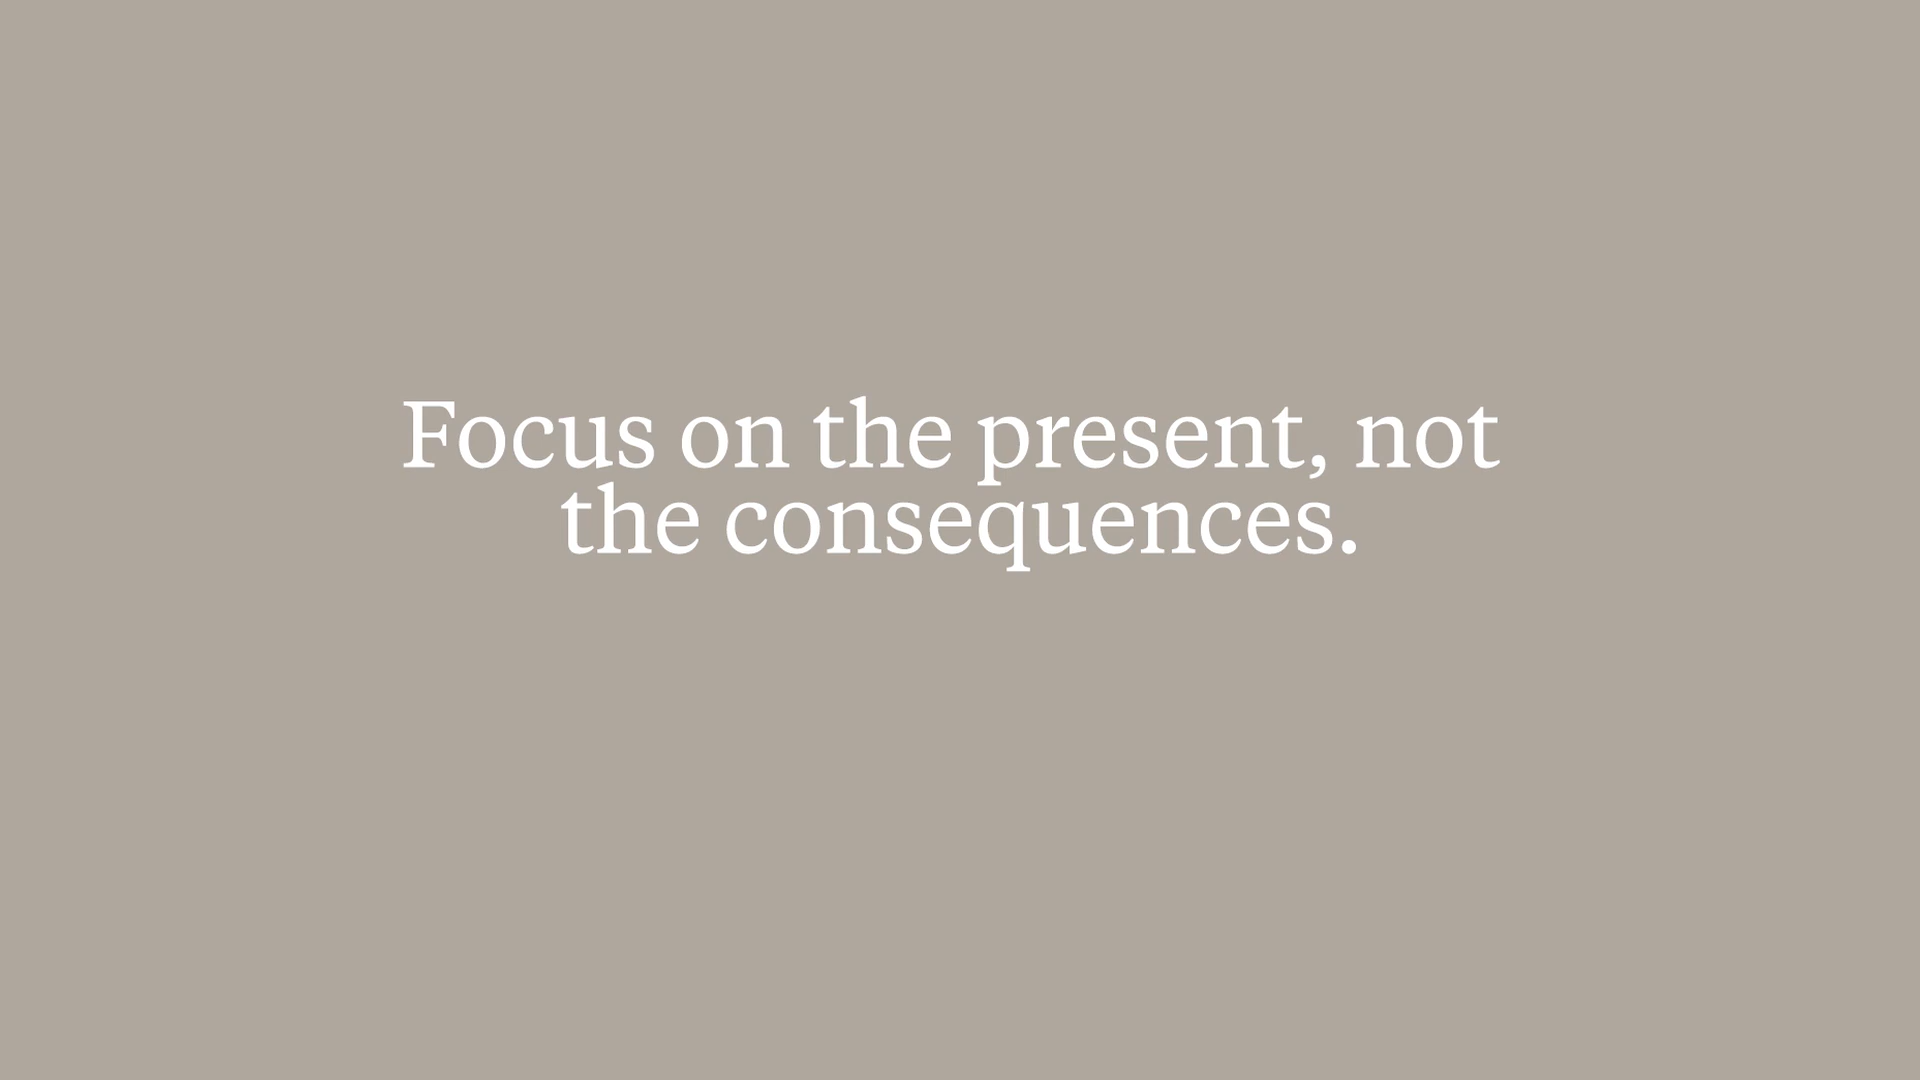 Focus on the present, not
the consequences.